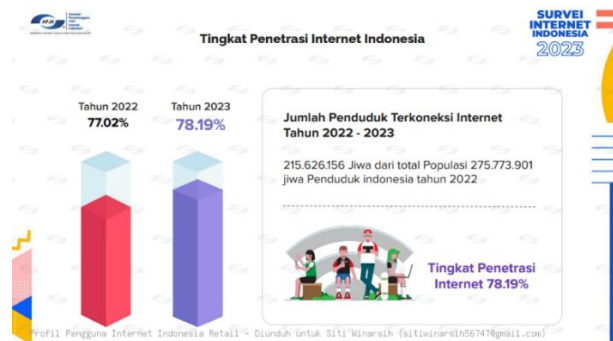 APJII
SURVEI
INTERNET
INDONESIA
2023
Tingkat Penetrasi Internet Indonesia
Tahun 2022
77.02%
Tahun 2023
78.19%
Jumlah Penduduk Terkoneksi Internet
Tahun 2022 - 2023
215.626.156 Jiwa dari total Populasi 275.773.901
jiwa Penduduk indonesia tahun 2022
Tingkat Penetrasi
Internet 78.19%
Profil Pengguna Internet Indonesia Retail - Diunduh untuk Siti Winarsih (sitiwinarsih56747@gmail.com)